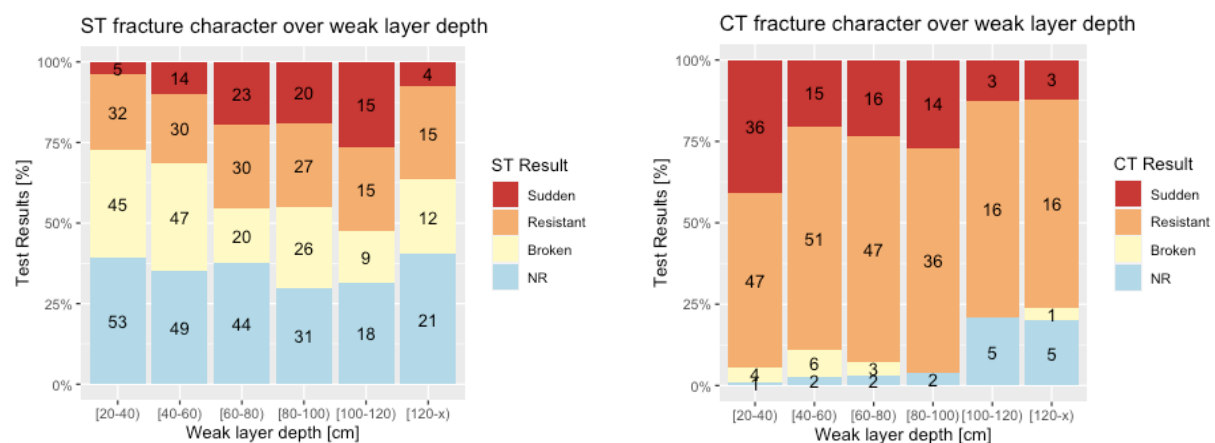 ST fracture character over weak layer depth
100%
75%
50%
25%
0%
Test Results [%]
5 14 23 20 15 4
32 30 30 27 15 15
45 47 20 26 9 12
53 49 44 31 18 21
[20-40) [40-60) [60-80) [80-100) [100-120) [120-x)
Weak layer depth [cm]
ST Result
Sudden
Resistant
Broken
NR
CT fracture character over weak layer depth
100%
75%
50%
25%
0%
Test Results [%]
36 15 16 14 3 3
47 51 47 36 16 16
4 6 3 1
1 2 2 2 5 5
[20-40) [40-60) [60-80) [80-100) [100-120) [120-x)
Weak layer depth [cm]
CT Result
Sudden
Resistant
Broken
NR